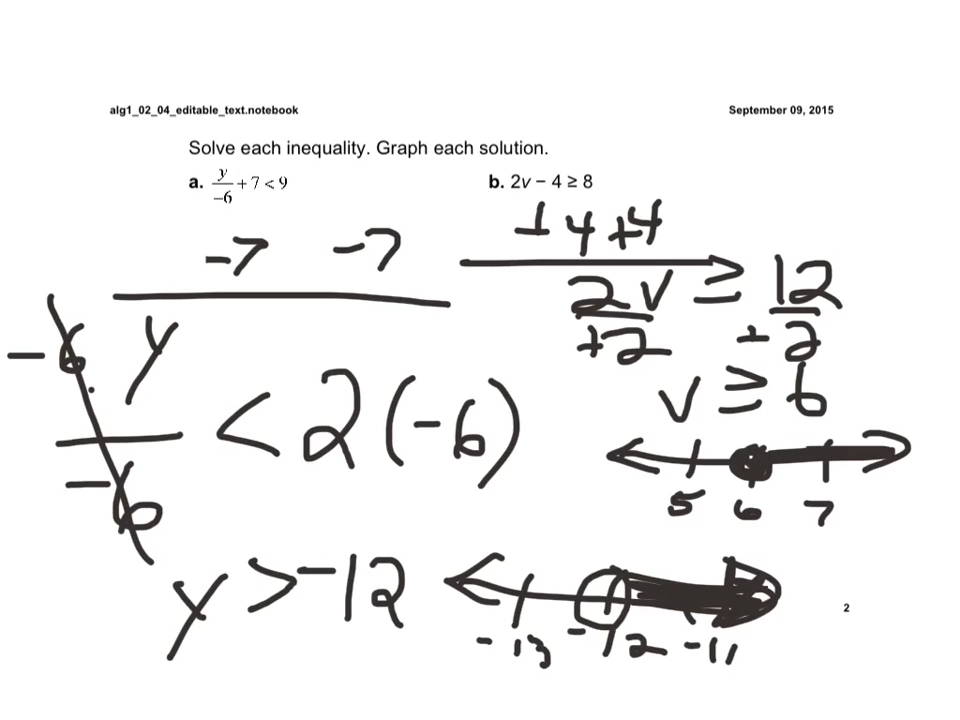 alg1_02_04_editable_text.notebook September 09, 2015
Solve each inequality. Graph each solution.
a. y/-6 + 7 < 9
b. 2v − 4 ≥ 8
-7 -7
+4 +4
2v ≥ 12
+2 +2
v ≥ 6
5 6 7
-6 y
/-6 < 2(-6)
y > -12
-13 -12 -11
2